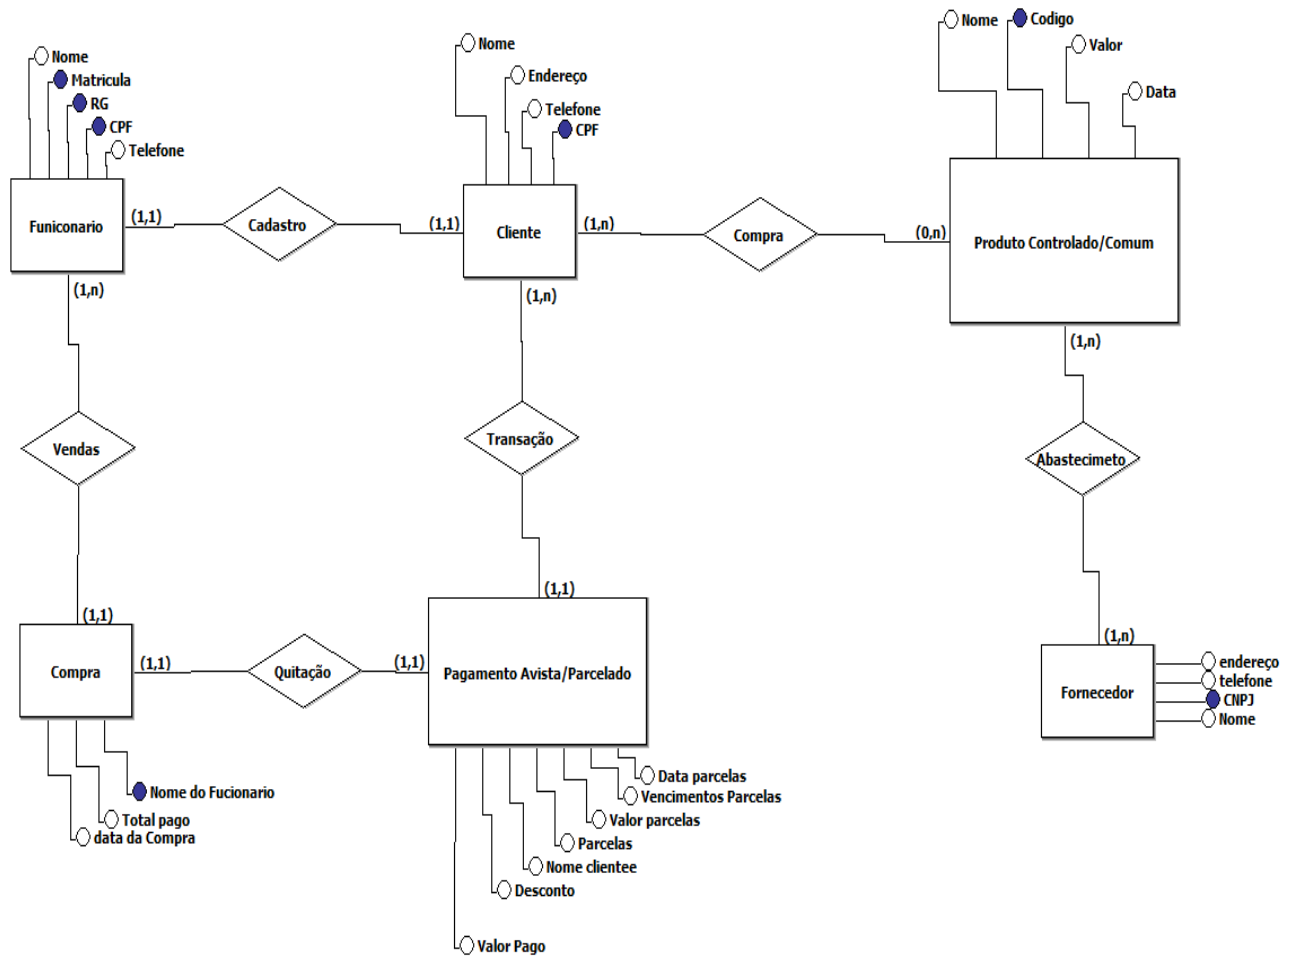 Nome
Matricula
RG
CPF
Telefone
Funiconario
(1,1)
Cadastro
(1,1)
Nome
Endereço
Telefone
CPF
Cliente
(1,n)
Compra
(0,n)
Nome
Codigo
Valor
Data
Produto Controlado/Comum
(1,n)
(1,n)
(1,n)
Vendas
Transação
Abastecimeto
(1,1)
(1,1)
(1,n)
Compra
(1,1)
Quitação
(1,1)
Pagamento Avista/Parcelado
Fornecedor
endereço
telefone
CNPJ
Nome
Nome do Fucionario
Total pago
data da Compra
Data parcelas
Vencimentos Parcelas
Valor parcelas
Parcelas
Nome clientee
Desconto
Valor Pago